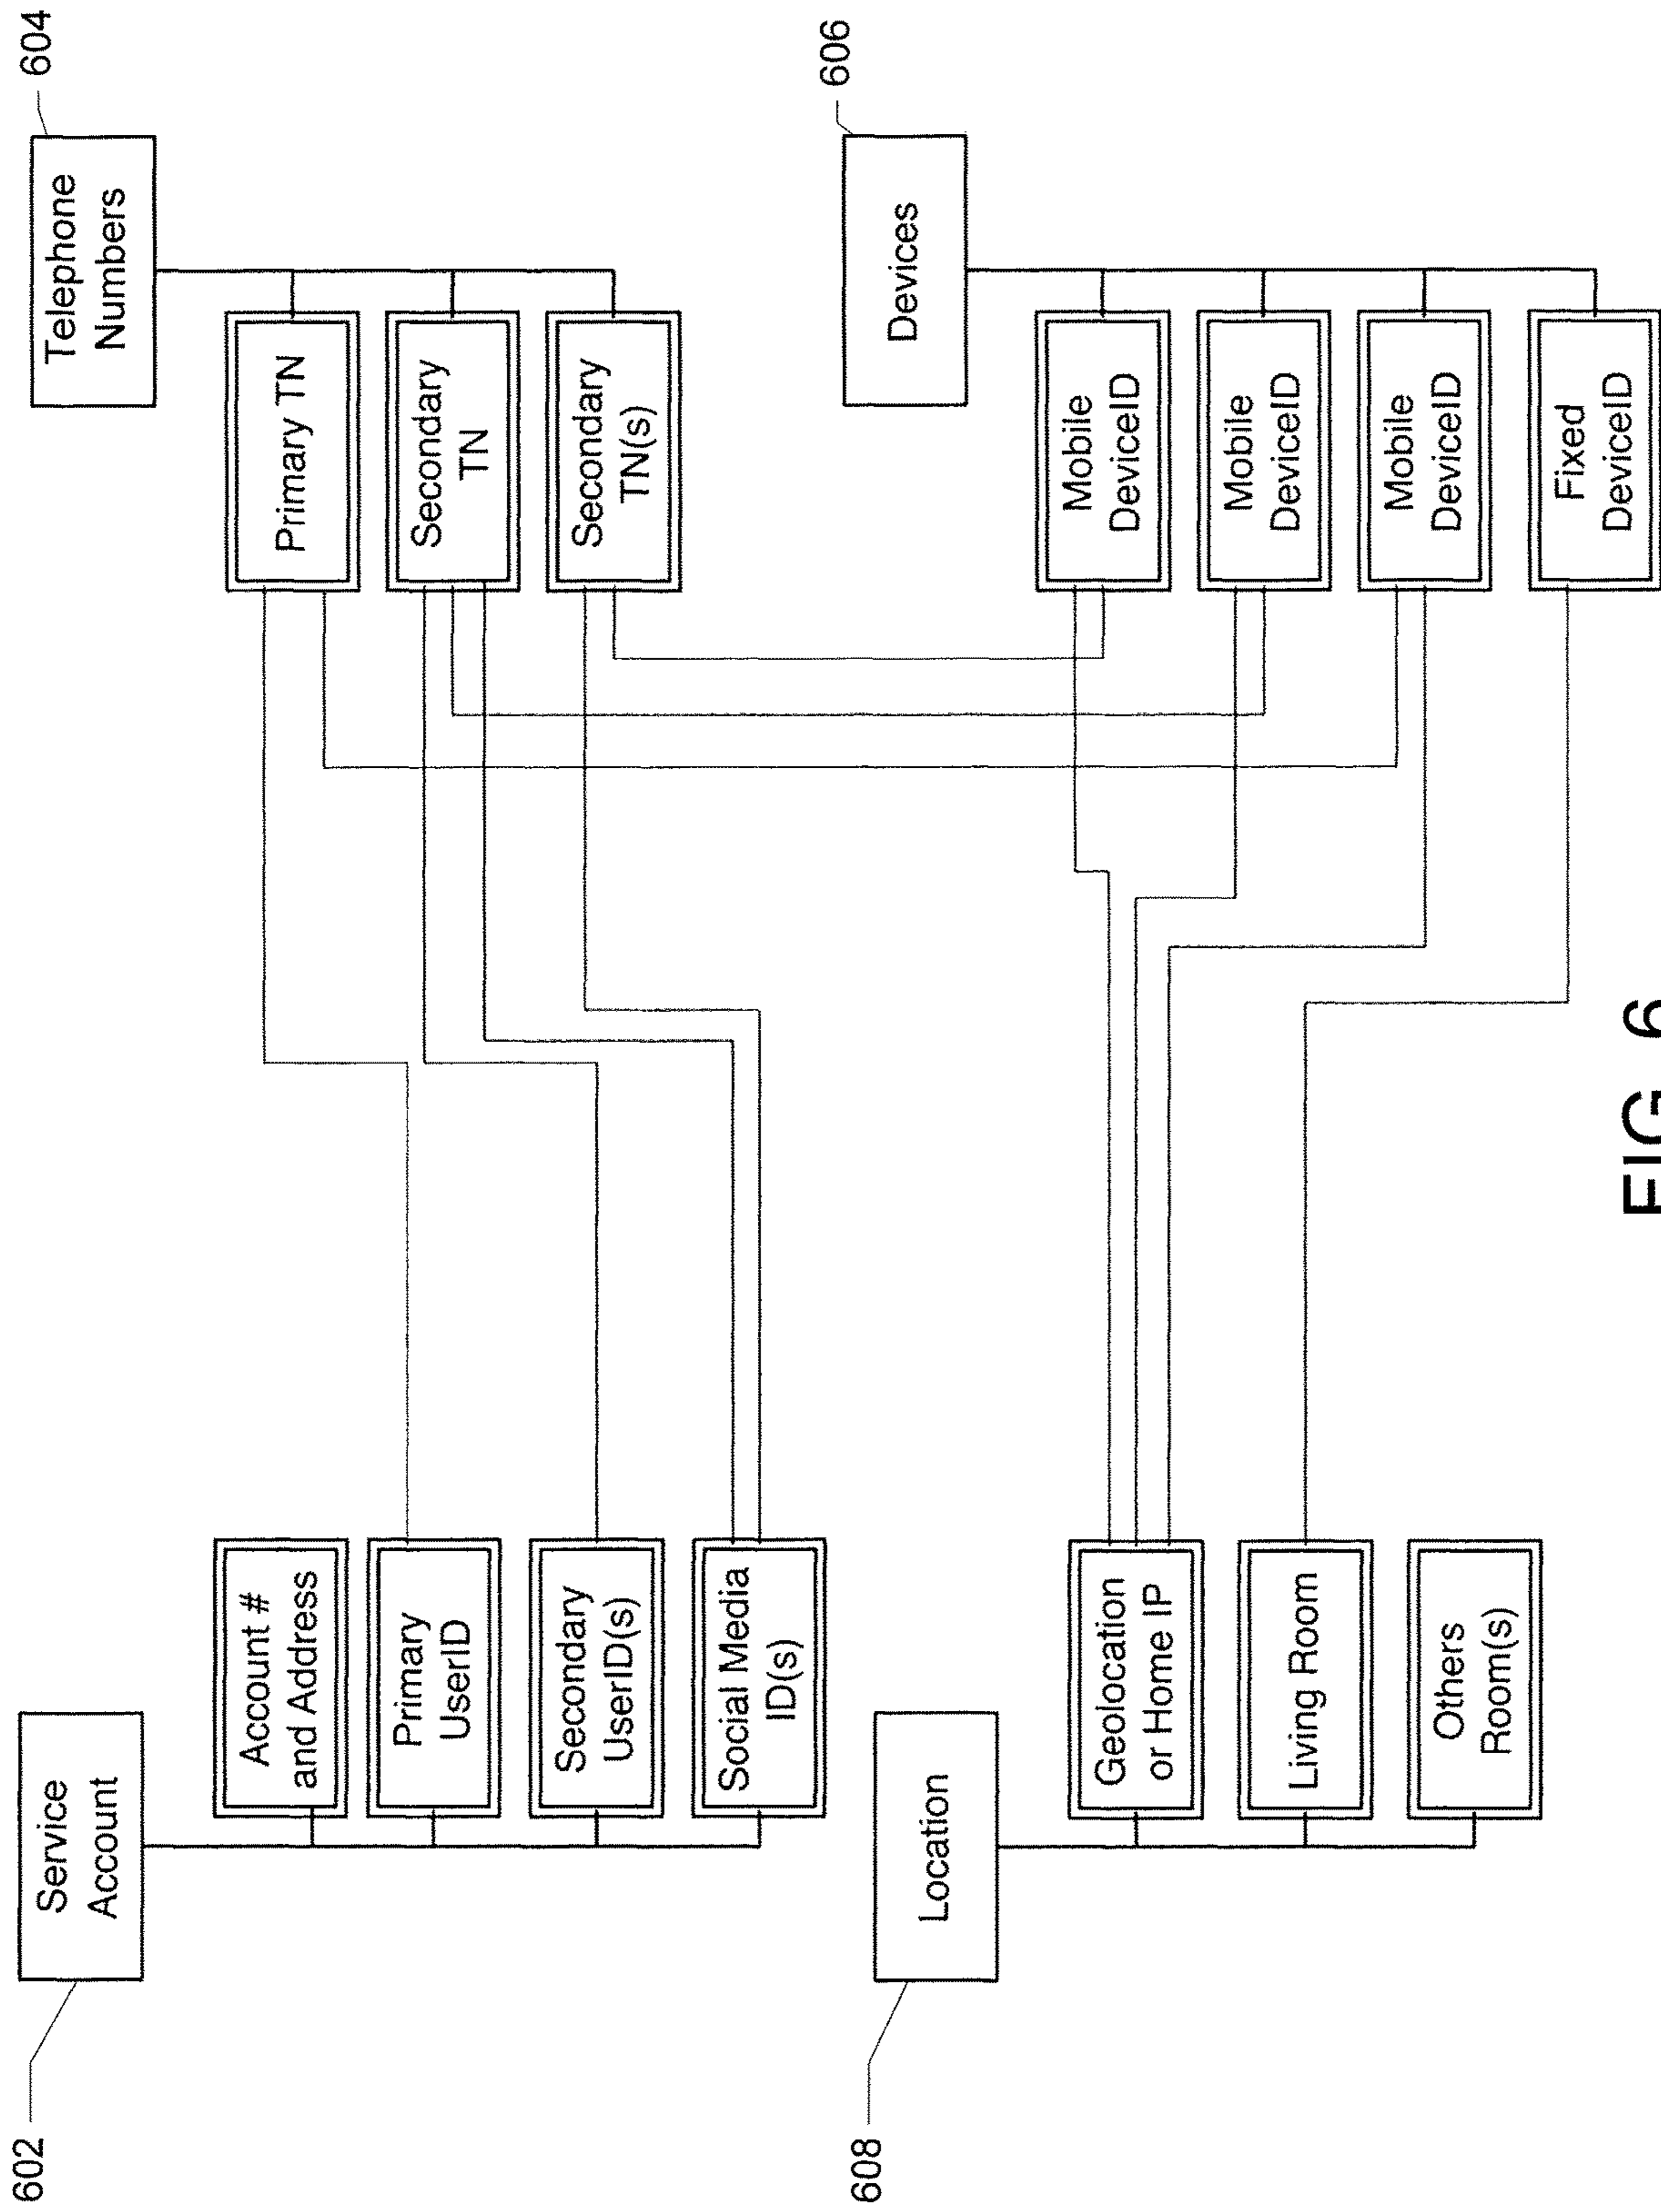 602
Service
Account
Account #
and Address
Primary
UserID
Secondary
UserID(s)
Social Media
ID(s)
604
Telephone
Numbers
Primary TN
Secondary
TN
Secondary
TN(s)
608
Location
Geolocation
or Home IP
Living Room
Others
Room(s)
606
Devices
Mobile
DeviceID
Mobile
DeviceID
Mobile
DeviceID
Fixed
DeviceID
FIG. 6